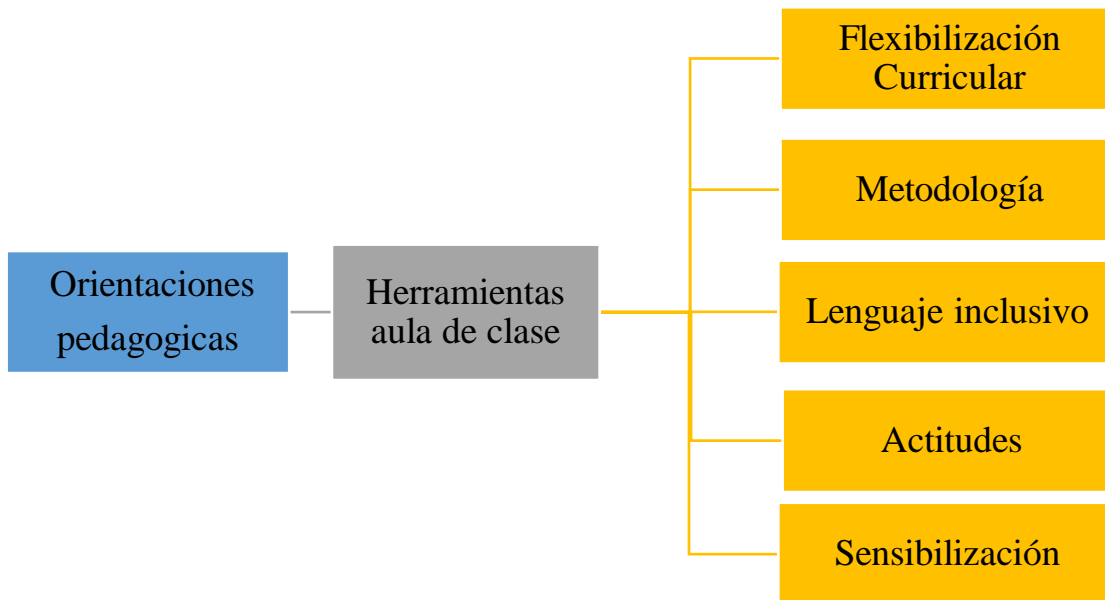 Orientaciones
pedagogicas
Herramientas
aula de clase
Flexibilización
Curricular
Metodología
Lenguaje inclusivo
Actitudes
Sensibilización